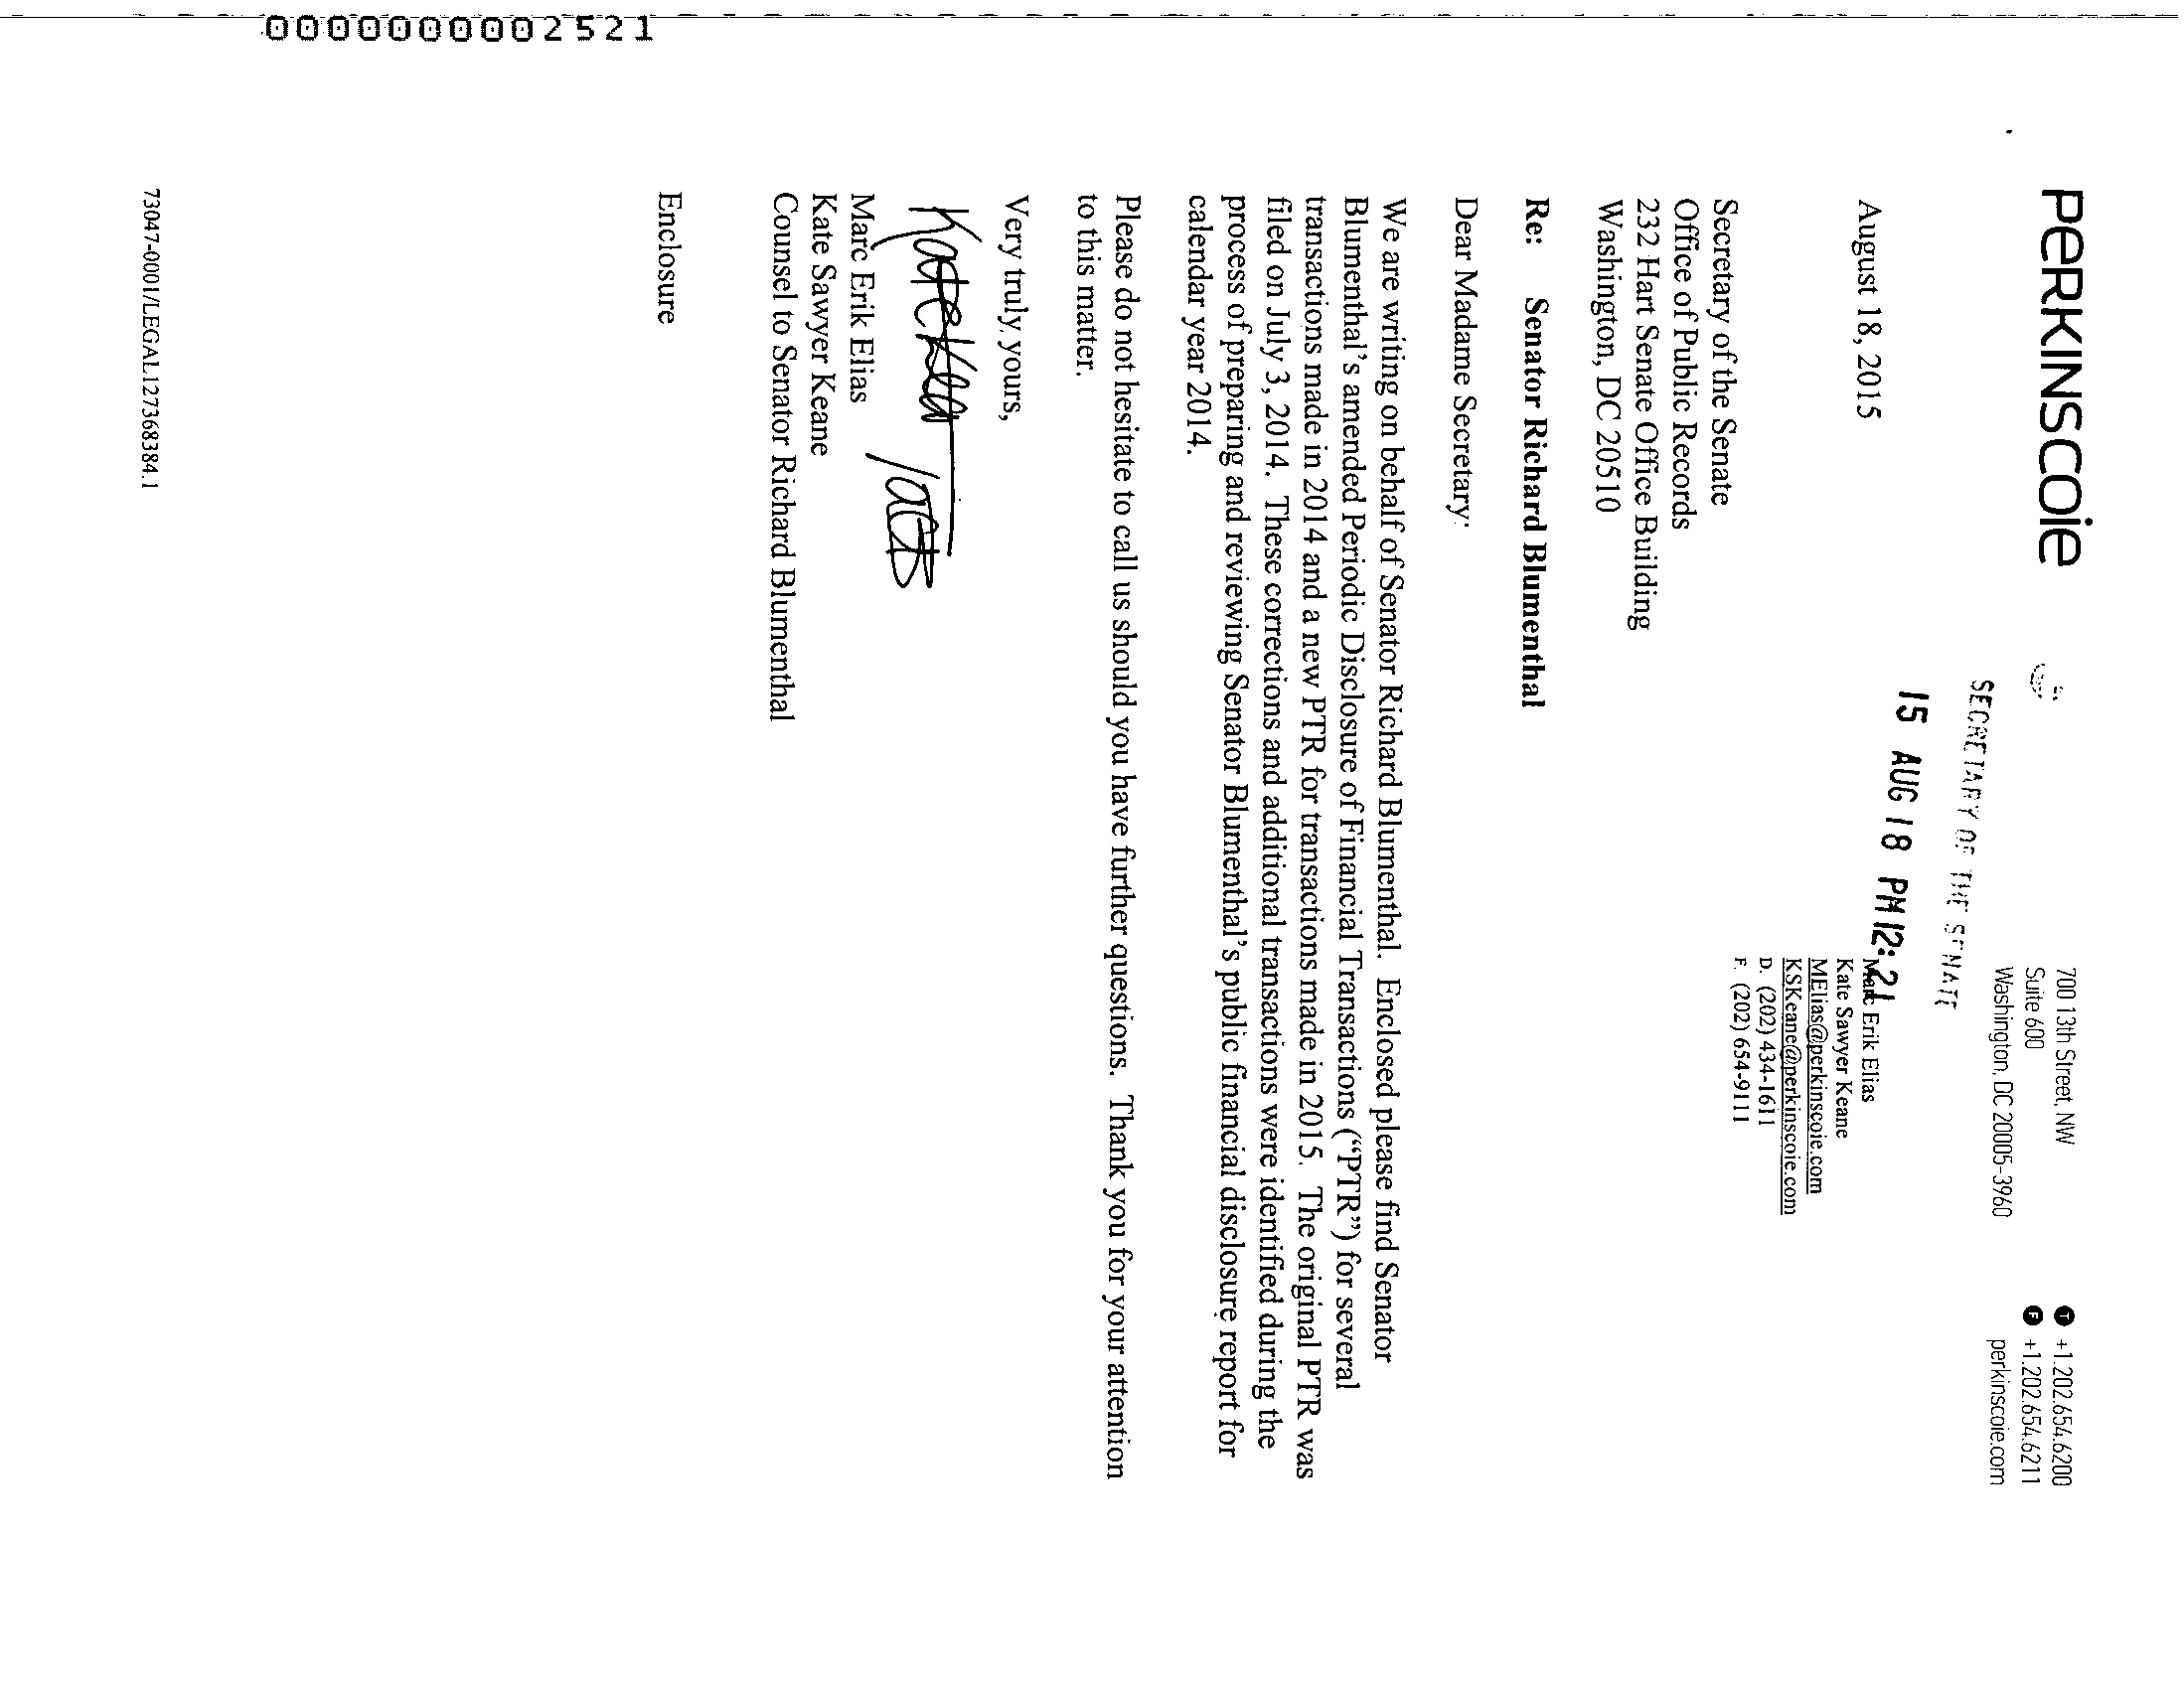 0000000002521
PERKINSCOIE
700 13th Street, NW
Suite 600
Washington, DC 20005-3960
T +1.202.654.6200
F +1.202.654.6211
perkinscoie.com
SECRETARY OF THE SENATE
15 AUG 18 PM 12:21
August 18, 2015
Marc Erik Elias
Kate Sawyer Keane
MElias@perkinscoie.com
KSKeane@perkinscoie.com
D. (202) 434-1611
F. (202) 654-9111
Secretary of the Senate
Office of Public Records
232 Hart Senate Office Building
Washington, DC 20510
Re: Senator Richard Blumenthal
Dear Madame Secretary:
We are writing on behalf of Senator Richard Blumenthal. Enclosed please find Senator
Blumenthal's amended Periodic Disclosure of Financial Transactions ("PTR") for several
transactions made in 2014 and a new PTR for transactions made in 2015. The original PTR was
filed on July 3, 2014. These corrections and additional transactions were identified during the
process of preparing and reviewing Senator Blumenthal's public financial disclosure report for
calendar year 2014.
Please do not hesitate to call us should you have further questions. Thank you for your attention
to this matter.
Very truly yours,
Marc Erik Elias
Kate Sawyer Keane
Counsel to Senator Richard Blumenthal
Enclosure
73047-0001/LEGAL127368384.1